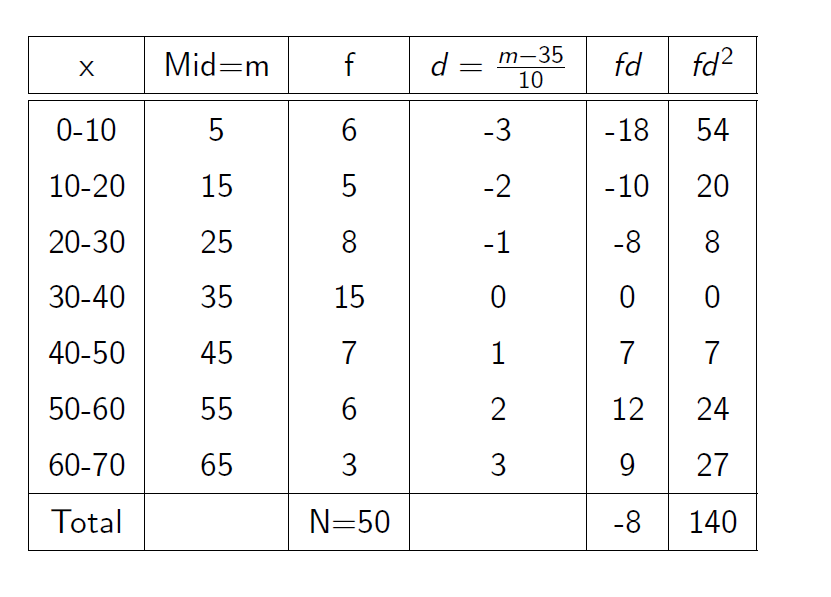 x Mid=m f d = \frac{m-35}{10} fd fd²
0-10 5 6 -3 -18 54
10-20 15 5 -2 -10 20
20-30 25 8 -1 -8 8
30-40 35 15 0 0 0
40-50 45 7 1 7 7
50-60 55 6 2 12 24
60-70 65 3 3 9 27
Total N=50 -8 140